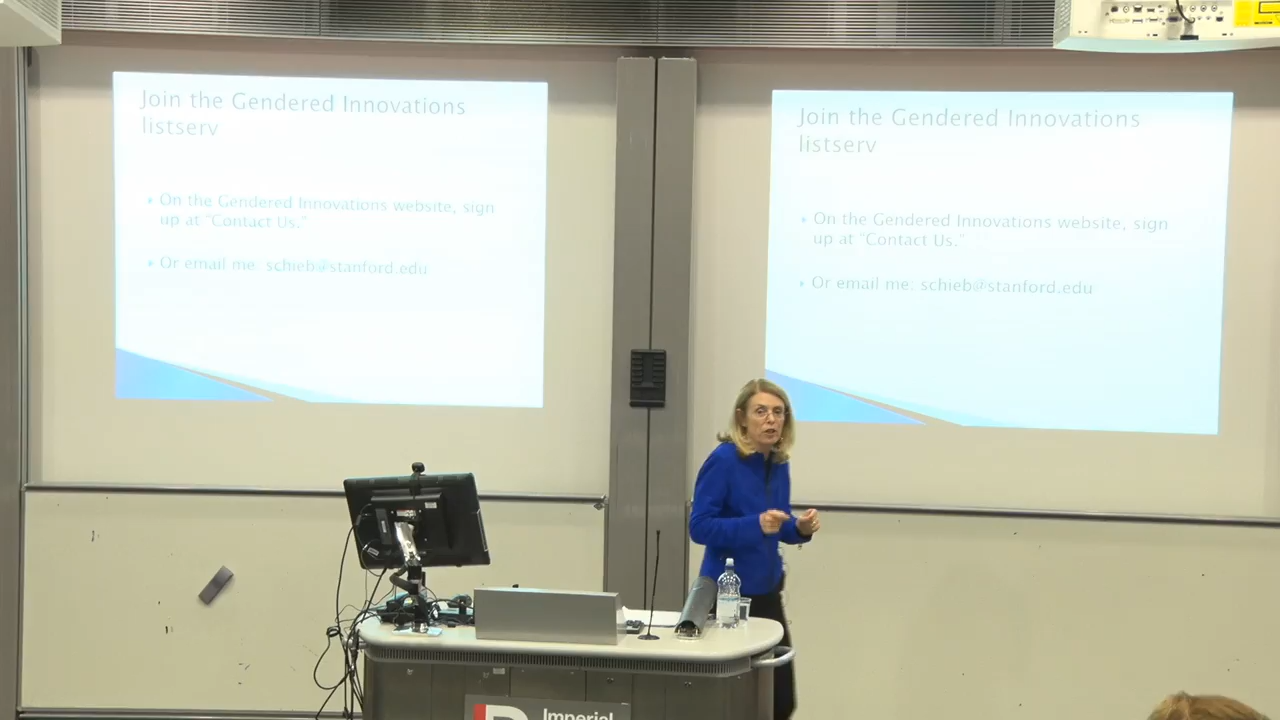 Join the Gendered Innovations
listserv
On the Gendered Innovations website, sign
up at "Contact Us."
Or email me: schieb@stanford.edu
Join the Gendered Innovations
listserv
On the Gendered Innovations website, sign
up at "Contact Us."
Or email me: schieb@stanford.edu
Imperial